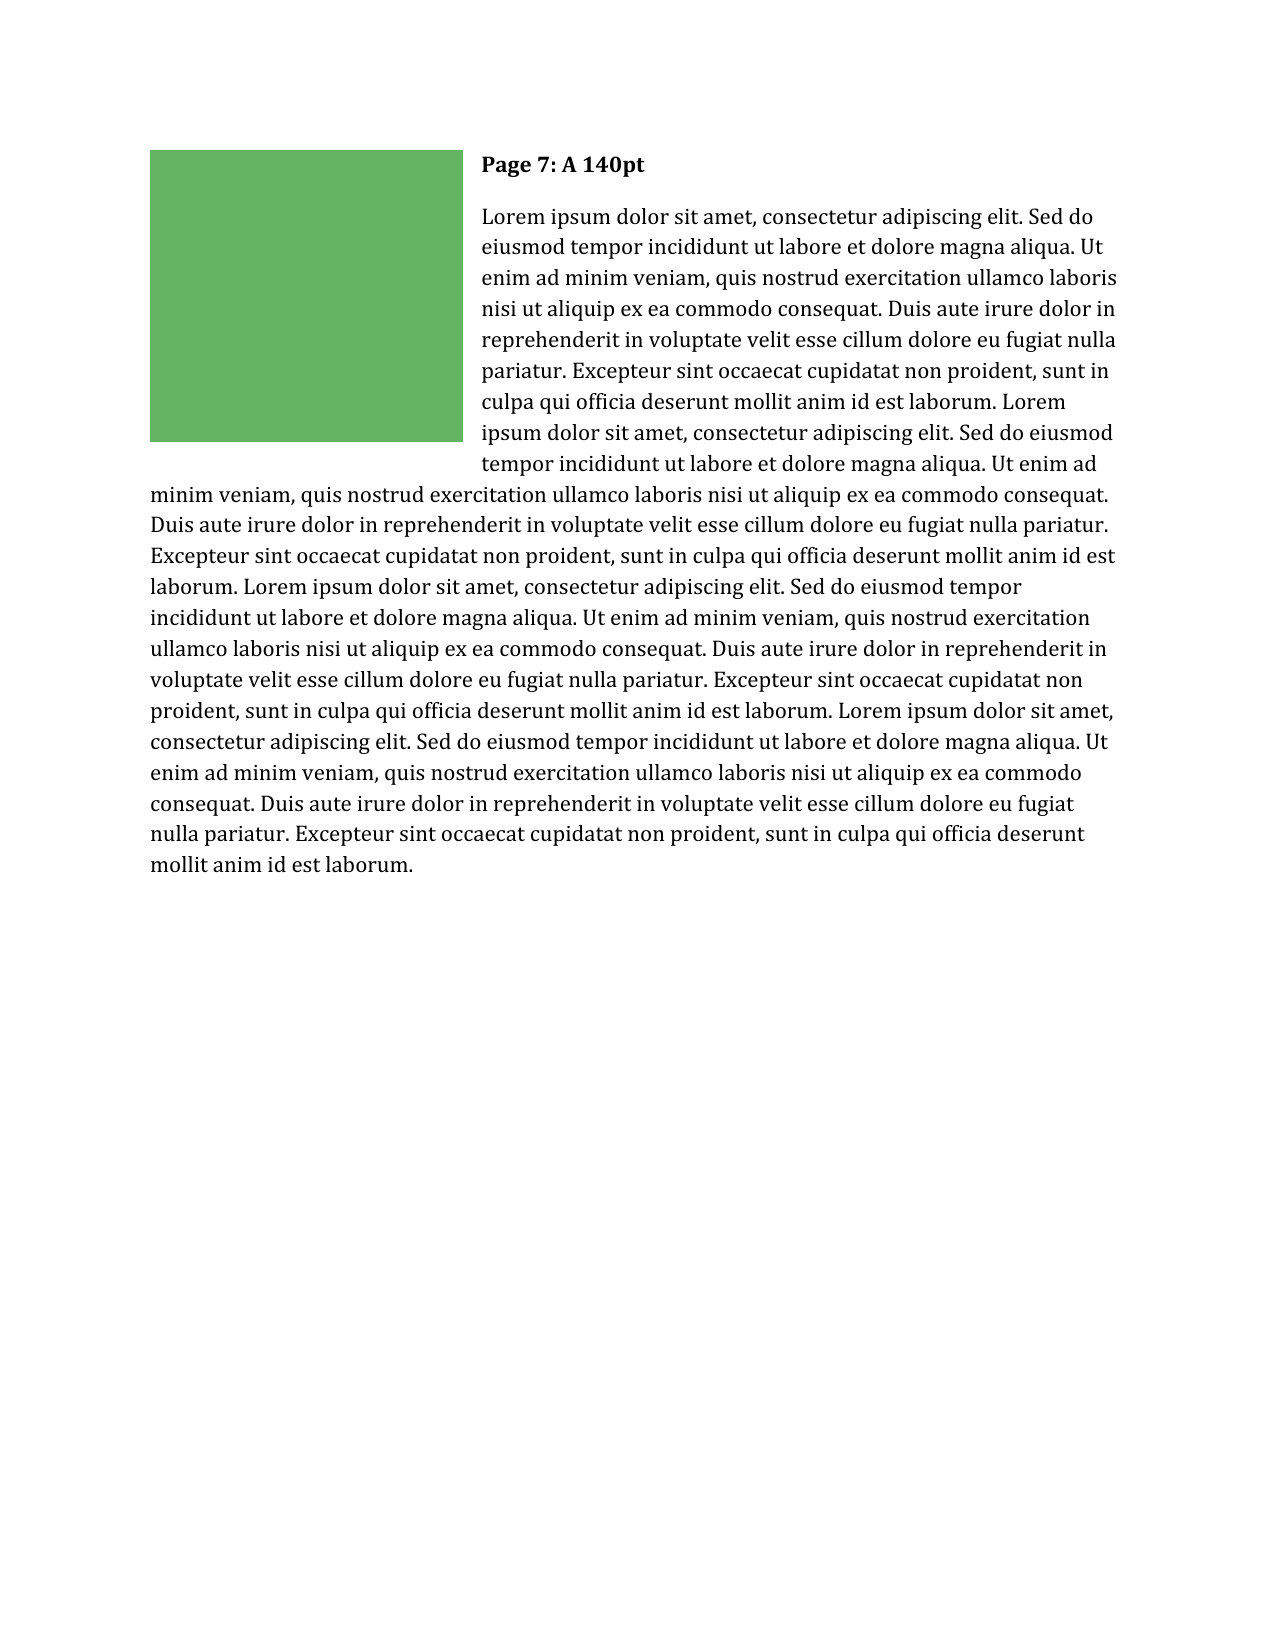 Page 7: A 140pt
Lorem ipsum dolor sit amet, consectetur adipiscing elit. Sed do
eiusmod tempor incididunt ut labore et dolore magna aliqua. Ut
enim ad minim veniam, quis nostrud exercitation ullamco laboris
nisi ut aliquip ex ea commodo consequat. Duis aute irure dolor in
reprehenderit in voluptate velit esse cillum dolore eu fugiat nulla
pariatur. Excepteur sint occaecat cupidatat non proident, sunt in
culpa qui officia deserunt mollit anim id est laborum. Lorem
ipsum dolor sit amet, consectetur adipiscing elit. Sed do eiusmod
tempor incididunt ut labore et dolore magna aliqua. Ut enim ad
minim veniam, quis nostrud exercitation ullamco laboris nisi ut aliquip ex ea commodo consequat.
Duis aute irure dolor in reprehenderit in voluptate velit esse cillum dolore eu fugiat nulla pariatur.
Excepteur sint occaecat cupidatat non proident, sunt in culpa qui officia deserunt mollit anim id est
laborum. Lorem ipsum dolor sit amet, consectetur adipiscing elit. Sed do eiusmod tempor
incididunt ut labore et dolore magna aliqua. Ut enim ad minim veniam, quis nostrud exercitation
ullamco laboris nisi ut aliquip ex ea commodo consequat. Duis aute irure dolor in reprehenderit in
voluptate velit esse cillum dolore eu fugiat nulla pariatur. Excepteur sint occaecat cupidatat non
proident, sunt in culpa qui officia deserunt mollit anim id est laborum. Lorem ipsum dolor sit amet,
consectetur adipiscing elit. Sed do eiusmod tempor incididunt ut labore et dolore magna aliqua. Ut
enim ad minim veniam, quis nostrud exercitation ullamco laboris nisi ut aliquip ex ea commodo
consequat. Duis aute irure dolor in reprehenderit in voluptate velit esse cillum dolore eu fugiat
nulla pariatur. Excepteur sint occaecat cupidatat non proident, sunt in culpa qui officia deserunt
mollit anim id est laborum.